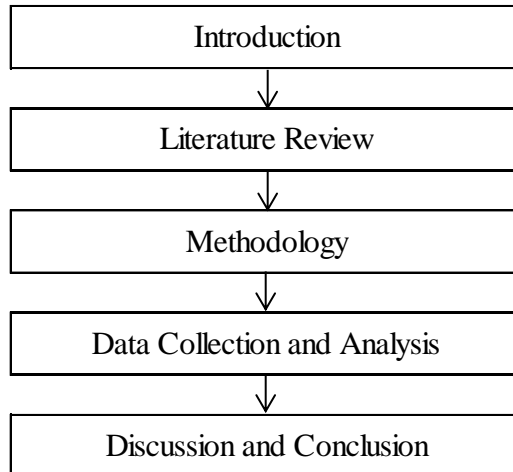 Introduction
Literature Review
Methodology
Data Collection and Analysis
Discussion and Conclusion